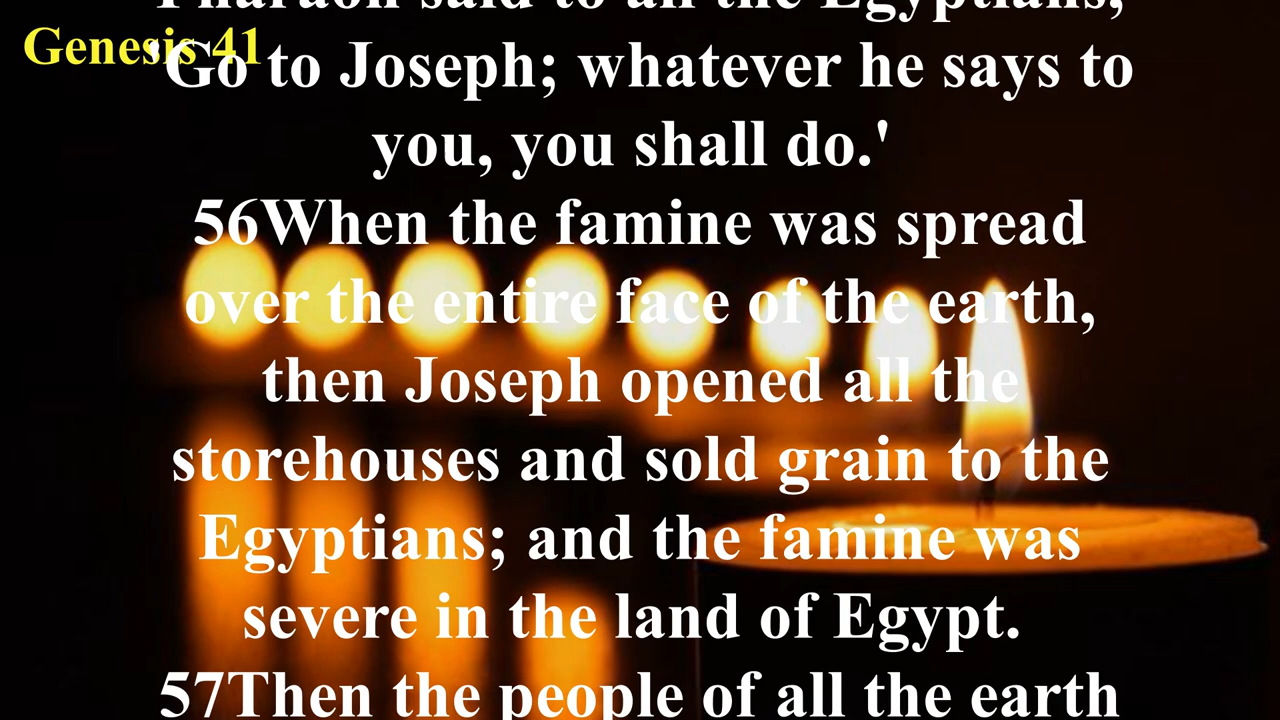 Pharaoh said to all the Egyptians,
Genesis 41
'Go to Joseph; whatever he says to
you, you shall do.'
56When the famine was spread
over the entire face of the earth,
then Joseph opened all the
storehouses and sold grain to the
Egyptians; and the famine was
severe in the land of Egypt.
57Then the people of all the earth